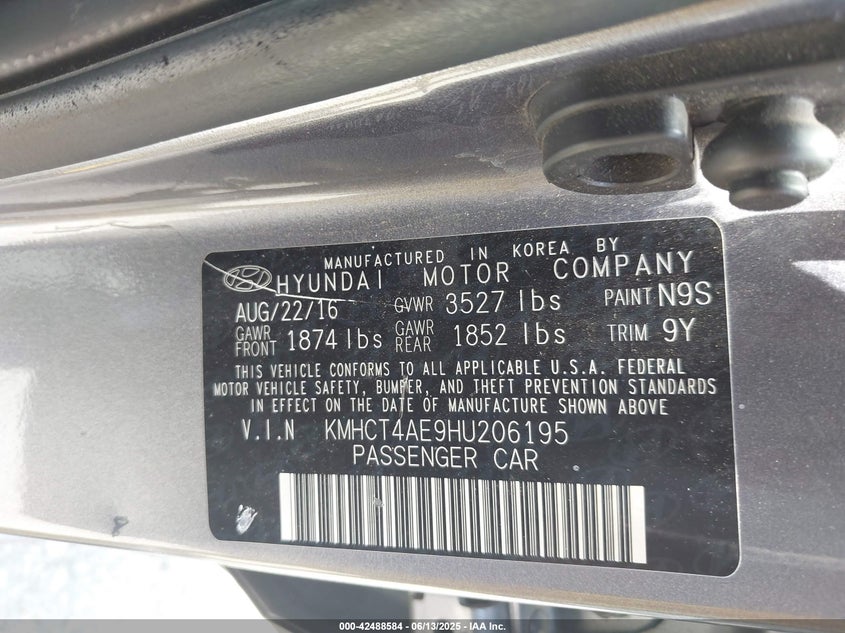 MANUFACTURED IN KOREA BY
HYUNDAI MOTOR COMPANY
AUG/22/16 GVWR 3527 lbs PAINT N9S
GAWR FRONT 1874 lbs GAWR REAR 1852 lbs TRIM 9Y
THIS VEHICLE CONFORMS TO ALL APPLICABLE U.S.A. FEDERAL
MOTOR VEHICLE SAFETY, BUMPER, AND THEFT PREVENTION STANDARDS
IN EFFECT ON THE DATE OF MANUFACTURE SHOWN ABOVE
V.I.N KMHCT4AE9HU206195
PASSENGER CAR
000-42488584 - 06/13/2025 - IAA Inc.